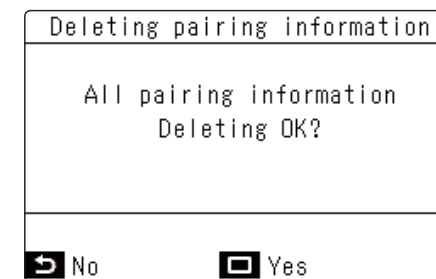 Deleting pairing information
All pairing information
Deleting OK?
No Yes